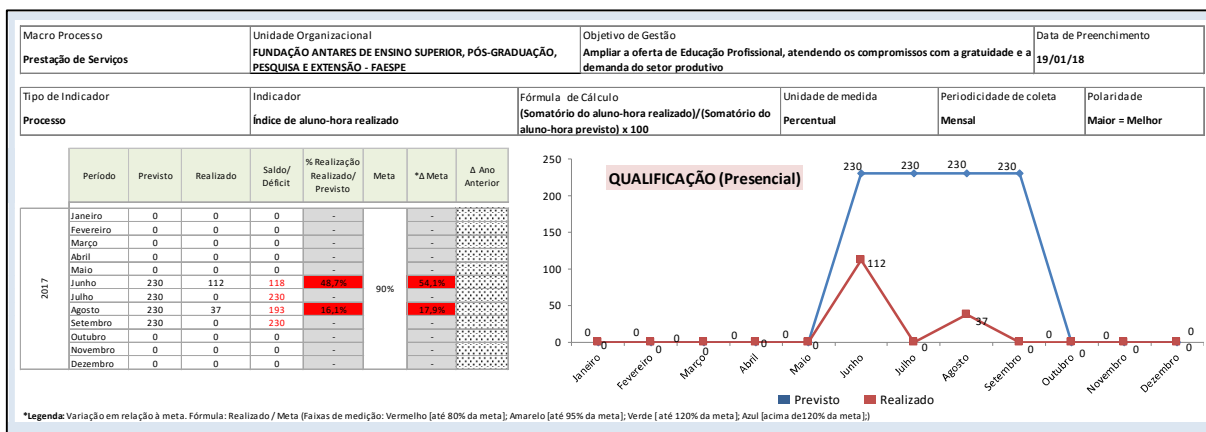 Macro Processo
Prestação de Serviços
Unidade Organizacional
FUNDAÇÃO ANTARES DE ENSINO SUPERIOR, PÓS-GRADUAÇÃO,
PESQUISA E EXTENSÃO - FAESPE
Objetivo de Gestão
Ampliar a oferta de Educação Profissional, atendendo os compromissos com a gratuidade e a
demanda do setor produtivo
Data de Preenchimento
19/01/18
Tipo de Indicador
Processo
Indicador
Índice de aluno-hora realizado
Fórmula de Cálculo
(Somatório do aluno-hora realizado)/(Somatório do
aluno-hora previsto) x 100
Unidade de medida
Percentual
Periodicidade de coleta
Mensal
Polaridade
Maior = Melhor
Período Previsto Realizado Saldo/ Déficit % Realização Realizado/ Previsto Meta *Δ Meta Δ Ano Anterior
2017
Janeiro 0 0 0 - -
Fevereiro 0 0 0 - -
Março 0 0 0 - -
Abril 0 0 0 - -
Maio 0 0 0 - -
Junho 230 112 118 48,7% 54,1%
90%
Julho 230 0 230 - -
Agosto 230 37 193 16,1% 17,9%
Setembro 230 0 230 - -
Outubro 0 0 0 - -
Novembro 0 0 0 - -
Dezembro 0 0 0 - -
QUALIFICAÇÃO (Presencial)
250
200
150
100
50
0
230 230 230 230
112
37
0 0 0 0 0 0 0 0
0 0 0 0 0 0 0 0 0 0
Janeiro Fevereiro Março Abril Maio Junho Julho Agosto Setembro Outubro Novembro Dezembro
Previsto Realizado
*Legenda: Variação em relação à meta. Fórmula: Realizado / Meta (Faixas de medição: Vermelho [até 80% da meta]; Amarelo [até 95% da meta]; Verde [ até 120% da meta]; Azul [acima de120% da meta];)